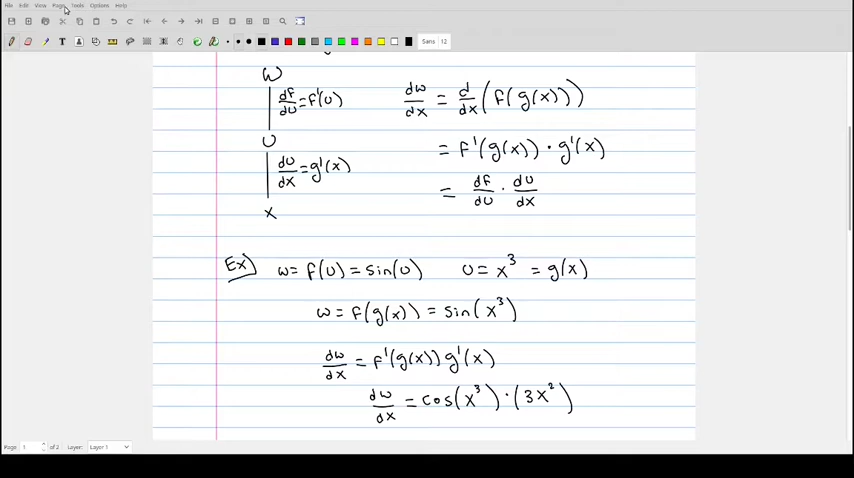 File Edit View Page Tools Options Help
Sans 12
W
df/du = f'(u)
dw/dx = d/dx (f(g(x)))
U
= f'(g(x)) · g'(x)
du/dx = g'(x)
= df/du · du/dx
x
Ex) w = f(u) = sin(u) u = x³ = g(x)
w = f(g(x)) = sin(x³)
dw/dx = f'(g(x)) g'(x)
dw/dx = cos(x³) · (3x²)
Page 1 of 2 Layer: Layer 1